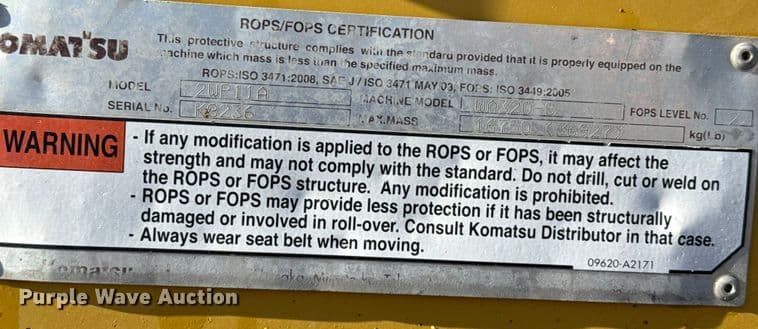 ROPS/FOPS CERTIFICATION
KOMATSU
This protective structure complies with the standard provided that it is properly equipped on the
machine which mass is less than the specified maximum mass.
ROPS:ISO 3471:2008, SAE J/ISO 3471 MAY 03, FOPS: ISO 3449:2005
MODEL 2WP11A MACHINE MODEL FOPS LEVEL No. 2
SERIAL No. K8236 MAX.MASS kg(Lb)
WARNING
- If any modification is applied to the ROPS or FOPS, it may affect the
strength and may not comply with the standard. Do not drill, cut or weld on
the ROPS or FOPS structure. Any modification is prohibited.
- ROPS or FOPS may provide less protection if it has been structurally
damaged or involved in roll-over. Consult Komatsu Distributor in that case.
- Always wear seat belt when moving.
09620-A2171
Komatsu
Purple Wave Auction